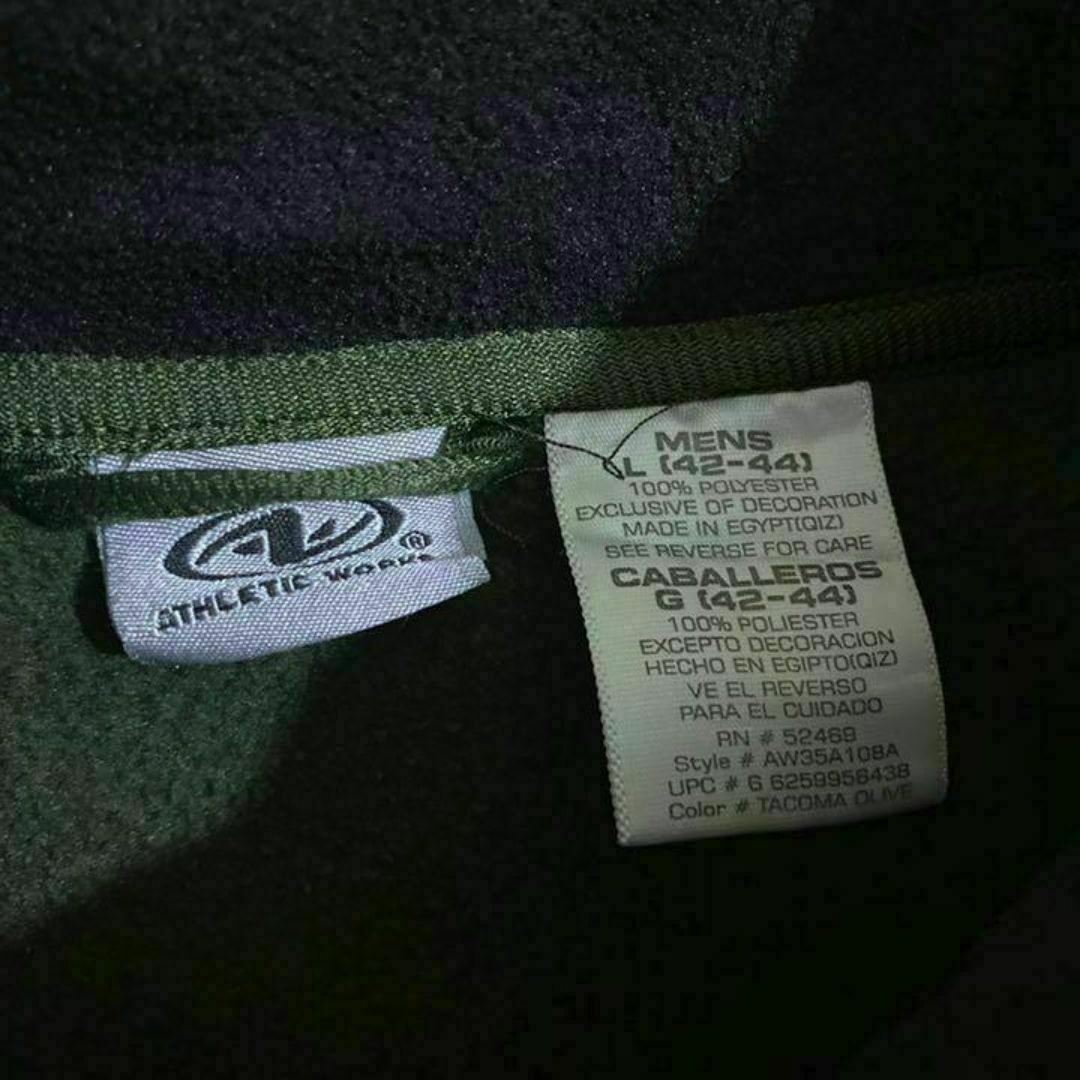 ATHLETIC WORKS®
MENS
L (42-44)
100% POLYESTER
EXCLUSIVE OF DECORATION
MADE IN EGYPT(QIZ)
SEE REVERSE FOR CARE
CABALLEROS
G (42-44)
100% POLIESTER
EXCEPTO DECORACION
HECHO EN EGIPTO(QIZ)
VE EL REVERSO
PARA EL CUIDADO
RN # 52469
Style # AW35A108A
UPC # 6 6259956438
Color # TACOMA OLIVE